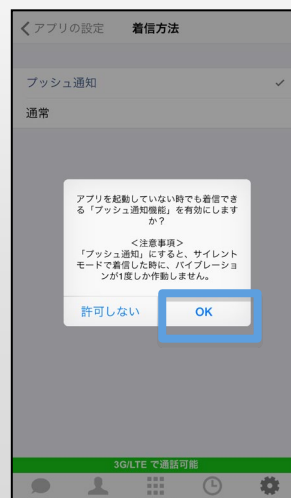 アプリの設定 着信方法
プッシュ通知
通常
アプリを起動していない時でも着信でき
る「プッシュ通知機能」を有効にします
か？
＜注意事項＞
「プッシュ通知」にすると、サイレント
モードで着信した時に、バイブレーショ
ンが1度しか作動しません。
許可しない OK
3G/LTE で通話可能